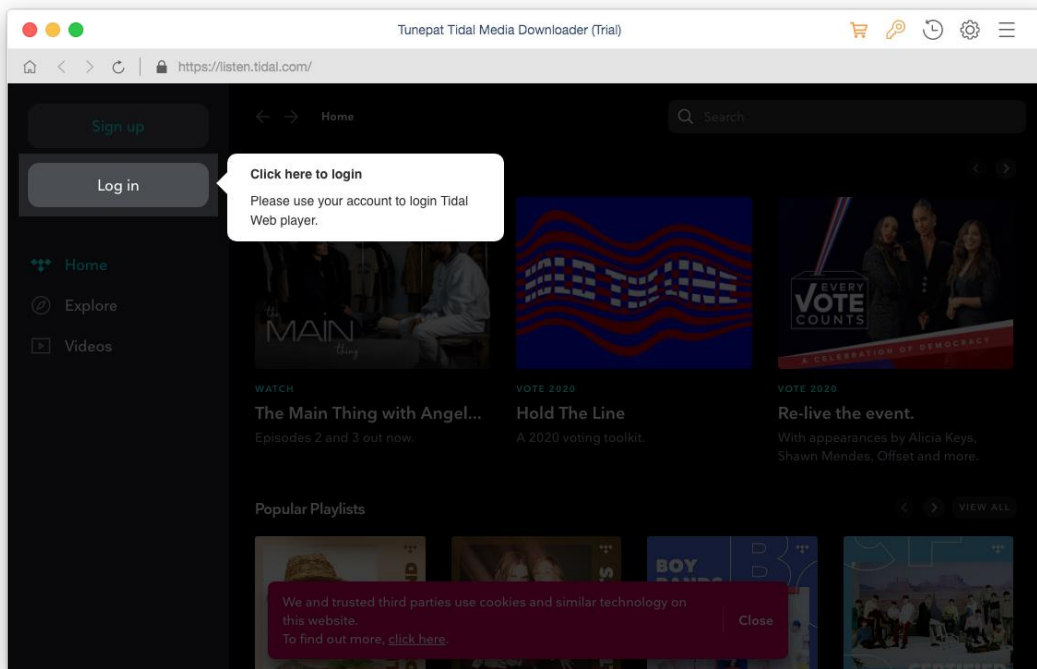 Tunepat Tidal Media Downloader (Trial)
https://listen.tidal.com/
Sign up
Log in
Click here to login
Please use your account to login Tidal
Web player.
Home
Search
Home
Explore
Videos
the
MAIN
thing
EVERY
VOTE
COUNTS
A CELEBRATION OF DEMOCRACY
WATCH
The Main Thing with Angel...
Episodes 2 and 3 out now.
VOTE 2020
Hold The Line
A 2020 voting toolkit.
VOTE 2020
Re-live the event.
With appearances by Alicia Keys,
Shawn Mendes, Offset and more.
Popular Playlists
VIEW ALL
BOY
BANDS
We and trusted third parties use cookies and similar technology on
this website.
To find out more, click here.
Close